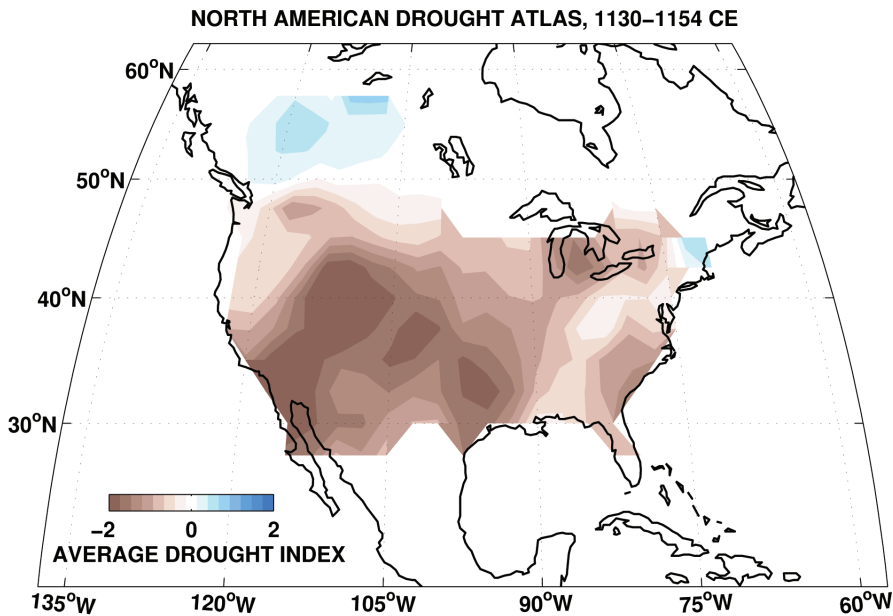 NORTH AMERICAN DROUGHT ATLAS, 1130−1154 CE
60°N
50°N
40°N
30°N
−2 0 2
AVERAGE DROUGHT INDEX
135°W 120°W 105°W 90°W 75°W 60°W